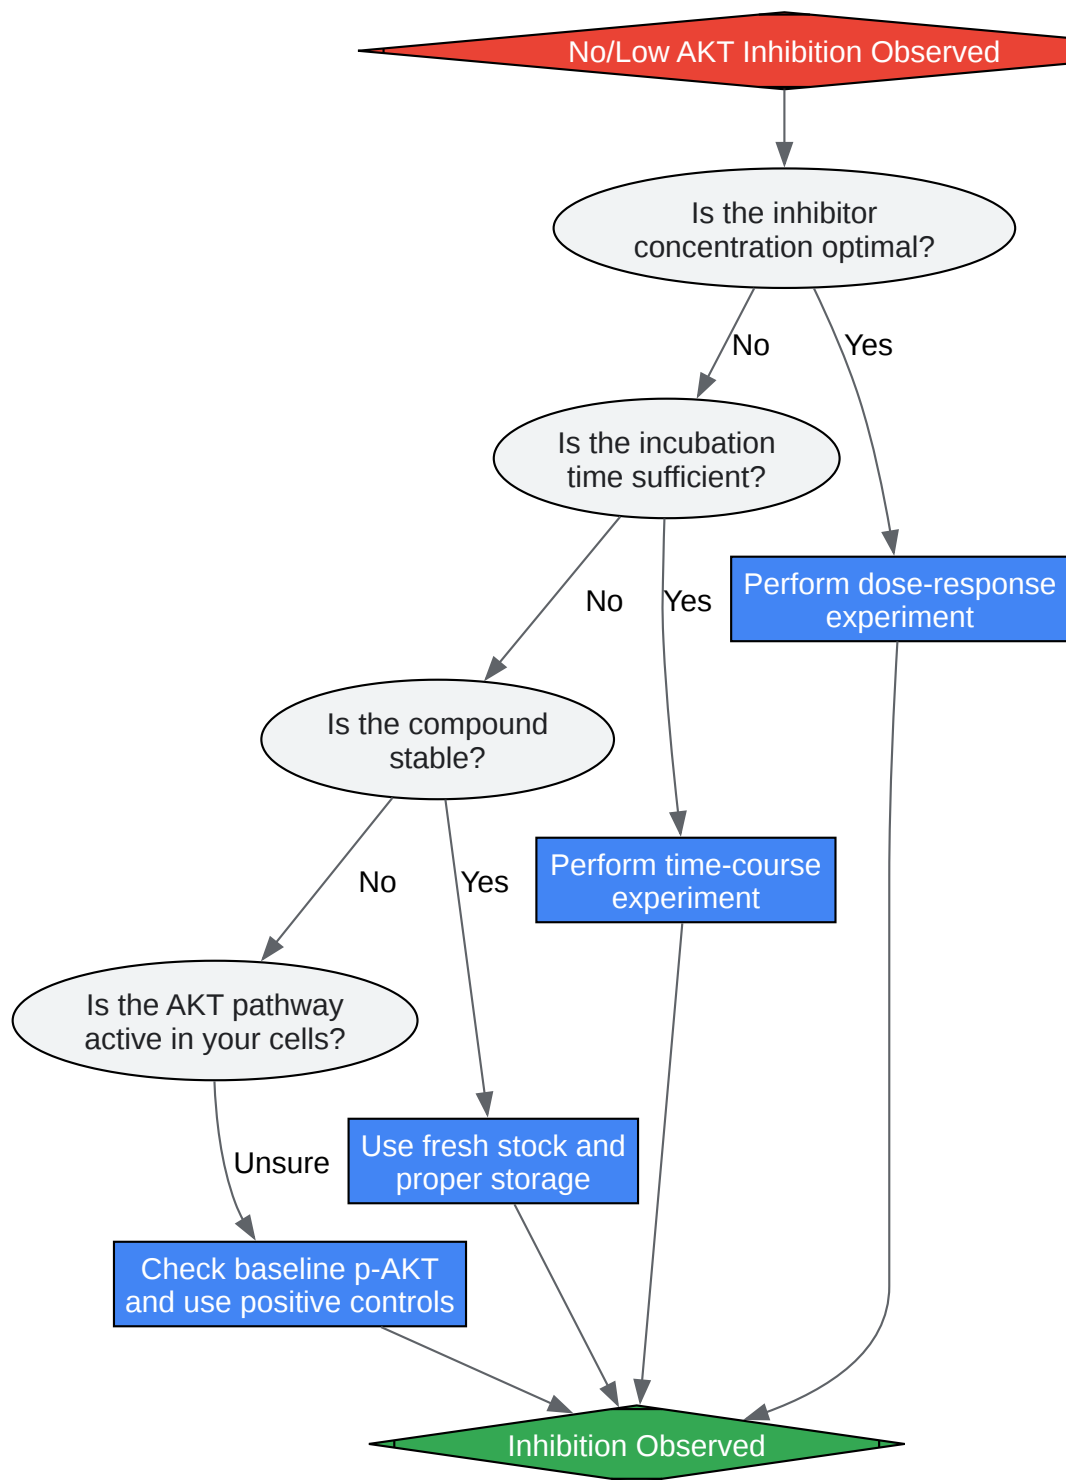 No/Low AKT Inhibition Observed
Is the inhibitor
concentration optimal?
No
Yes
Is the incubation
time sufficient?
Perform dose-response
experiment
No
Yes
Is the compound
stable?
Perform time-course
experiment
No
Yes
Is the AKT pathway
active in your cells?
Use fresh stock and
proper storage
Unsure
Check baseline p-AKT
and use positive controls
Inhibition Observed